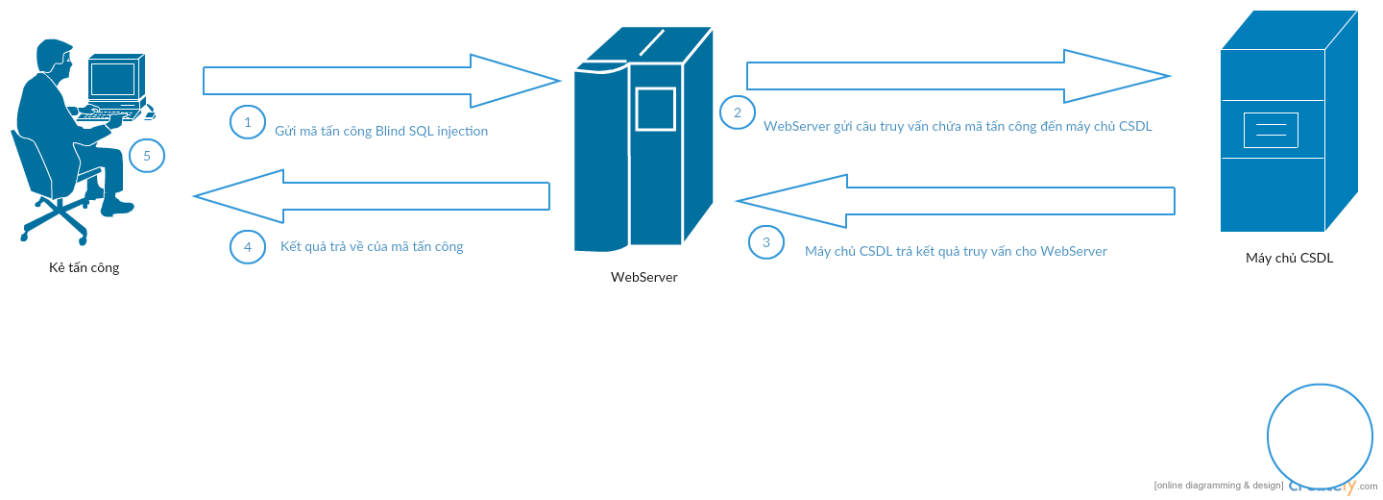 1
Gửi mã tấn công Blind SQL injection
2
WebServer gửi câu truy vấn chứa mã tấn công đến máy chủ CSDL
5
4
Kết quả trả về của mã tấn công
3
Máy chủ CSDL trả kết quả truy vấn cho WebServer
Kẻ tấn công
WebServer
Máy chủ CSDL
[online diagramming & design]
.com